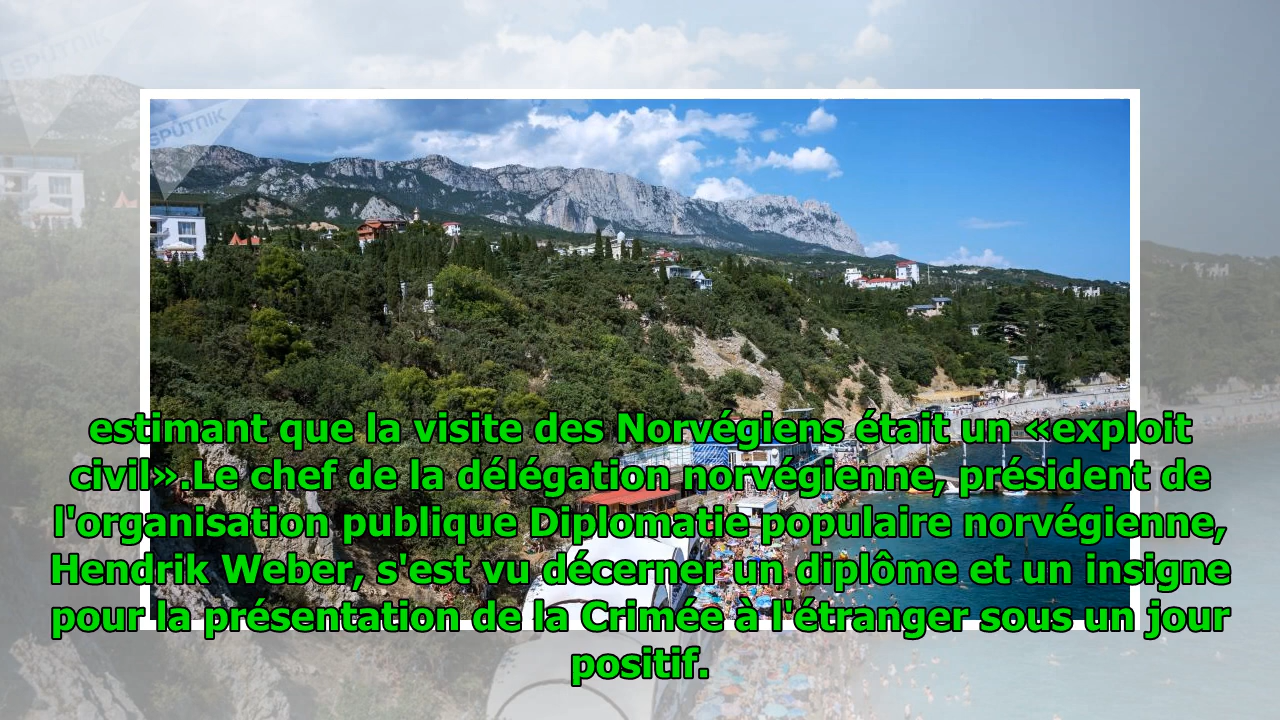 SPUTNIK
SPUTNIK
estimant que la visite des Norvégiens était un «exploit
civil».Le chef de la délégation norvégienne, président de
l'organisation publique Diplomatie populaire norvégienne,
Hendrik Weber, s'est vu décerner un diplôme et un insigne
pour la présentation de la Crimée à l'étranger sous un jour
positif.